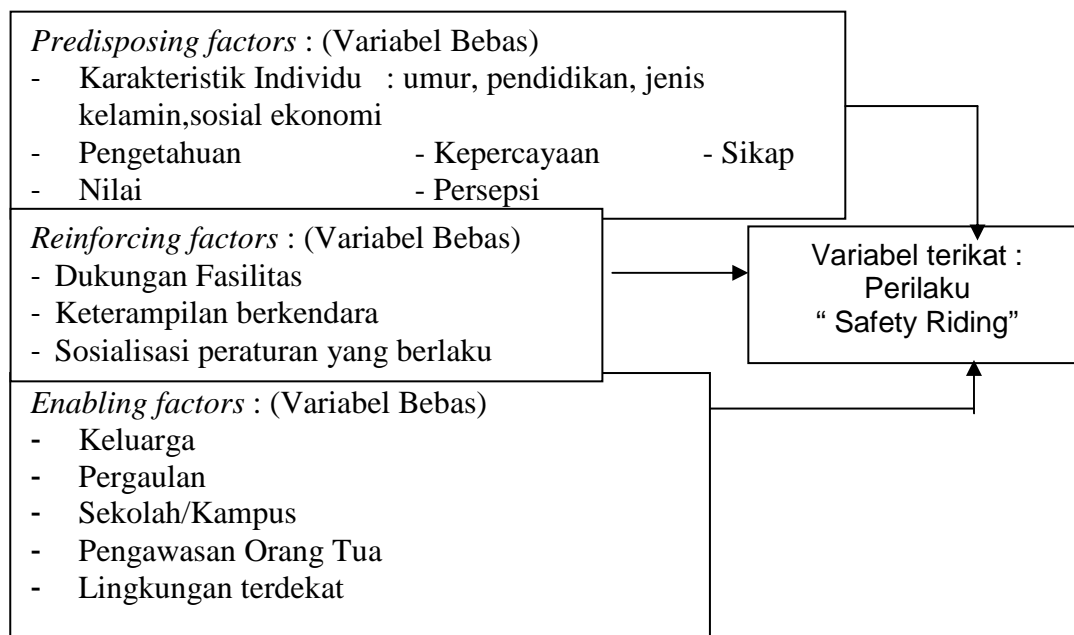 Predisposing factors : (Variabel Bebas)
- Karakteristik Individu : umur, pendidikan, jenis
kelamin,sosial ekonomi
- Pengetahuan - Kepercayaan - Sikap
- Nilai - Persepsi
Reinforcing factors : (Variabel Bebas)
- Dukungan Fasilitas
- Keterampilan berkendara
- Sosialisasi peraturan yang berlaku
Variabel terikat :
Perilaku
“ Safety Riding”
Enabling factors : (Variabel Bebas)
- Keluarga
- Pergaulan
- Sekolah/Kampus
- Pengawasan Orang Tua
- Lingkungan terdekat